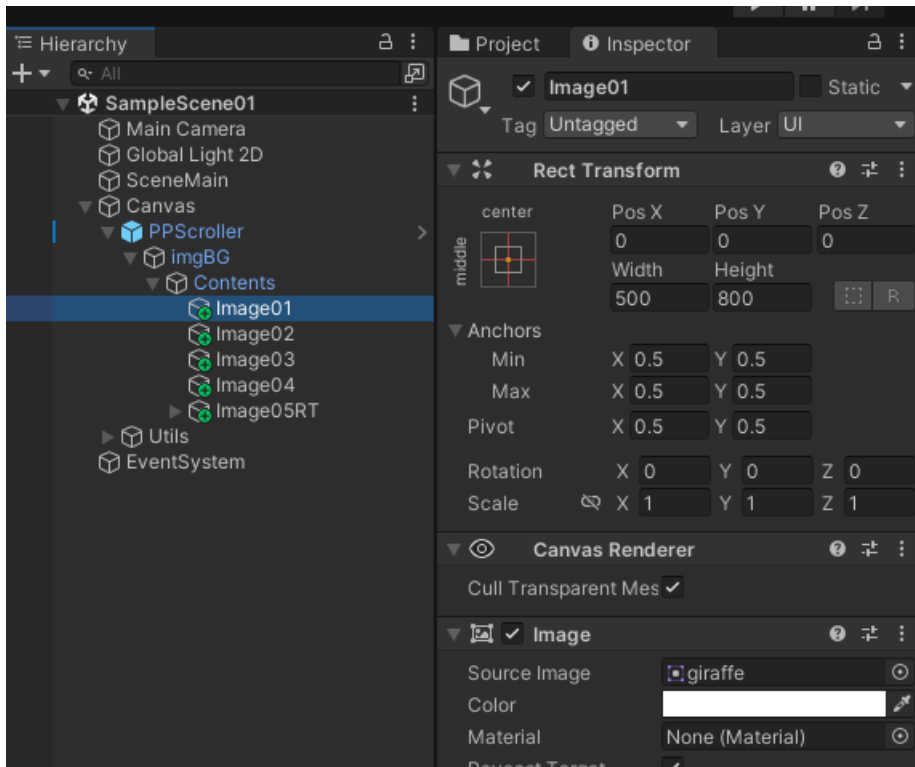 Hierarchy
All
SampleScene01
Main Camera
Global Light 2D
SceneMain
Canvas
PPScroller
imgBG
Contents
Image01
Image02
Image03
Image04
Image05RT
Utils
EventSystem
Project Inspector
Image01 Static
Tag Untagged Layer UI
Rect Transform
center Pos X Pos Y Pos Z
middle 0 0 0
Width Height
500 800 R
Anchors
Min X 0.5 Y 0.5
Max X 0.5 Y 0.5
Pivot X 0.5 Y 0.5
Rotation X 0 Y 0 Z 0
Scale X 1 Y 1 Z 1
Canvas Renderer
Cull Transparent Mes
Image
Source Image giraffe
Color
Material None (Material)
Raycast Target